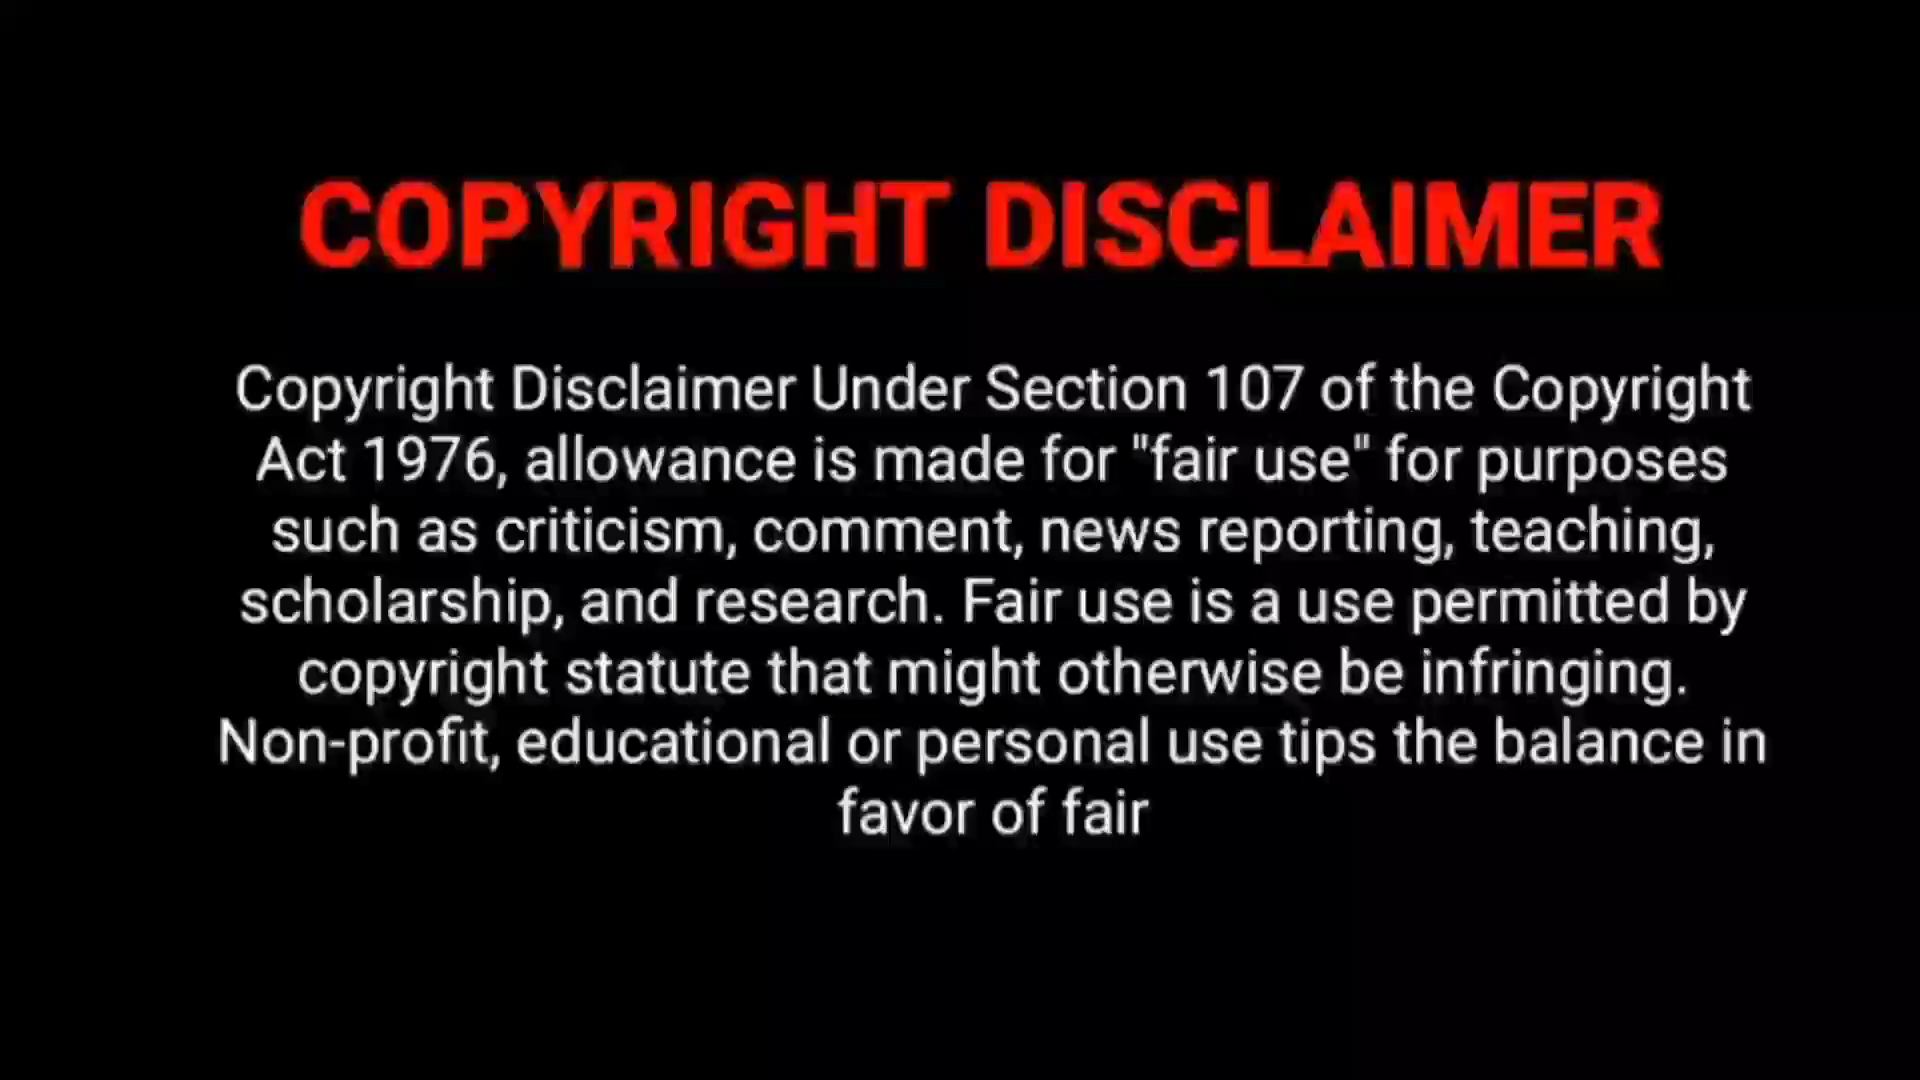 COPYRIGHT DISCLAIMER
Copyright Disclaimer Under Section 107 of the Copyright
Act 1976, allowance is made for "fair use" for purposes
such as criticism, comment, news reporting, teaching,
scholarship, and research. Fair use is a use permitted by
copyright statute that might otherwise be infringing.
Non-profit, educational or personal use tips the balance in
favor of fair